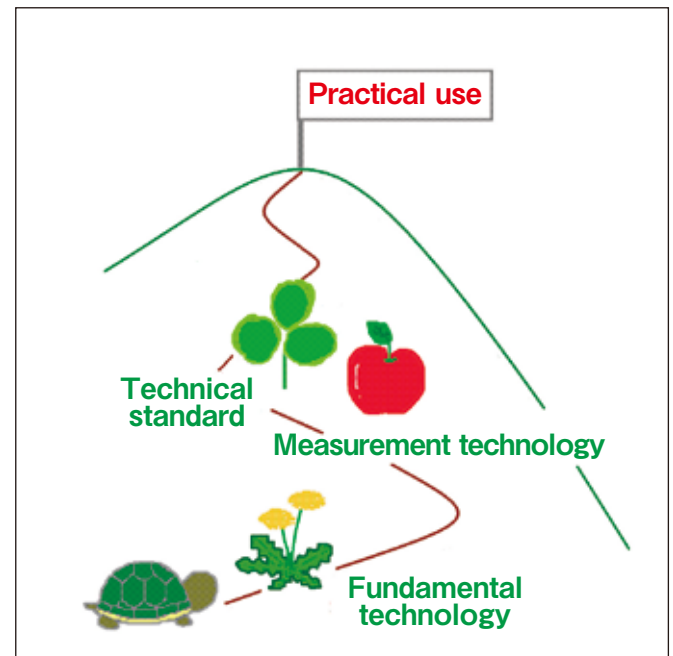 Practical use
Technical
standard
Measurement technology
Fundamental
technology